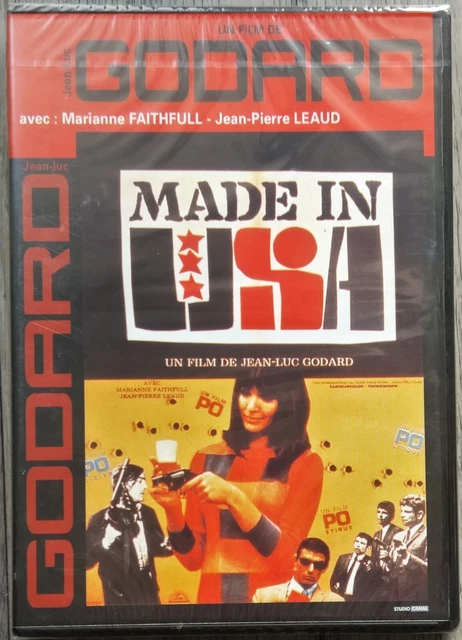 UN FILM DE
Jean-Luc
GODARD
avec : Marianne FAITHFULL - Jean-Pierre LEAUD
Jean-Luc
GODARD
MADE IN
USA
UN FILM DE JEAN-LUC GODARD
AVEC
MARIANNE FAITHFULL
JEAN-PIERRE LEAUD
UN FILM
PO
PO
PO
UN FILM
PO
ETIQUE
STUDIO CANAL